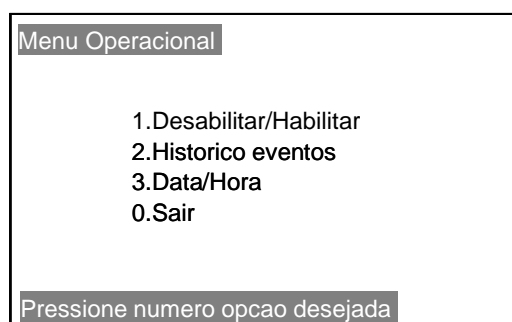 Menu Operacional
1.Desabilitar/Habilitar
2.Historico eventos
3.Data/Hora
0.Sair
Pressione numero opcao desejada